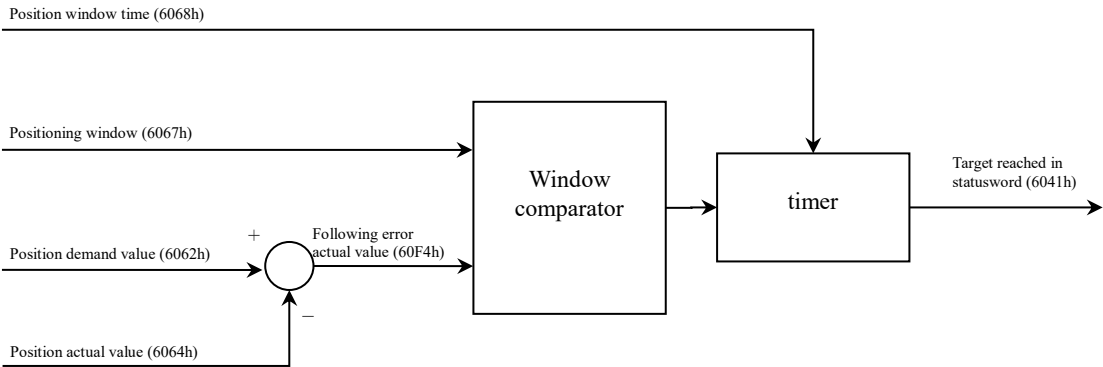 Position window time (6068h)
Positioning window (6067h)
Window
comparator
timer
Target reached in
statusword (6041h)
Position demand value (6062h)
+
Following error
actual value (60F4h)
−
Position actual value (6064h)